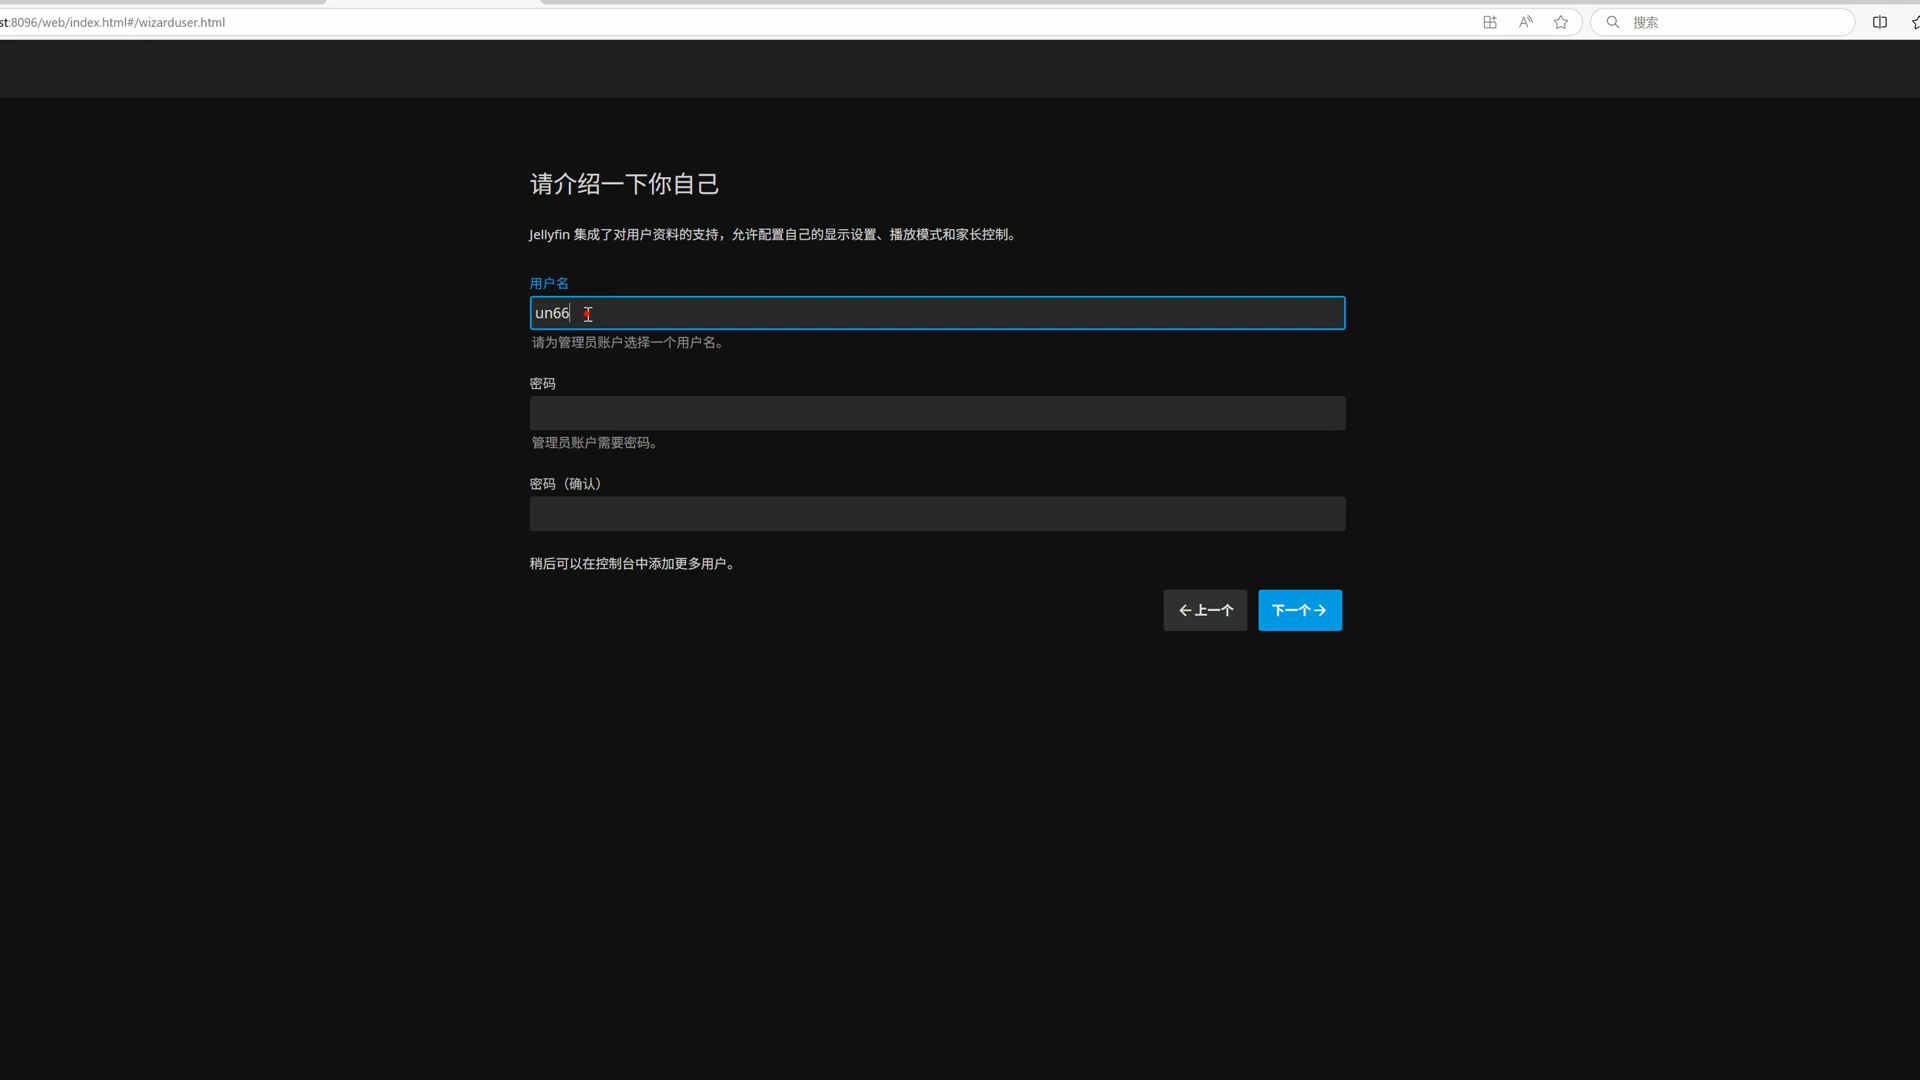 st:8096/web/index.html#/wizarduser.html
搜索
请介绍一下你自己
Jellyfin 集成了对用户资料的支持，允许配置自己的显示设置、播放模式和家长控制。
用户名
un66
请为管理员账户选择一个用户名。
密码
管理员账户需要密码。
密码（确认）
稍后可以在控制台中添加更多用户。
上一个
下一个